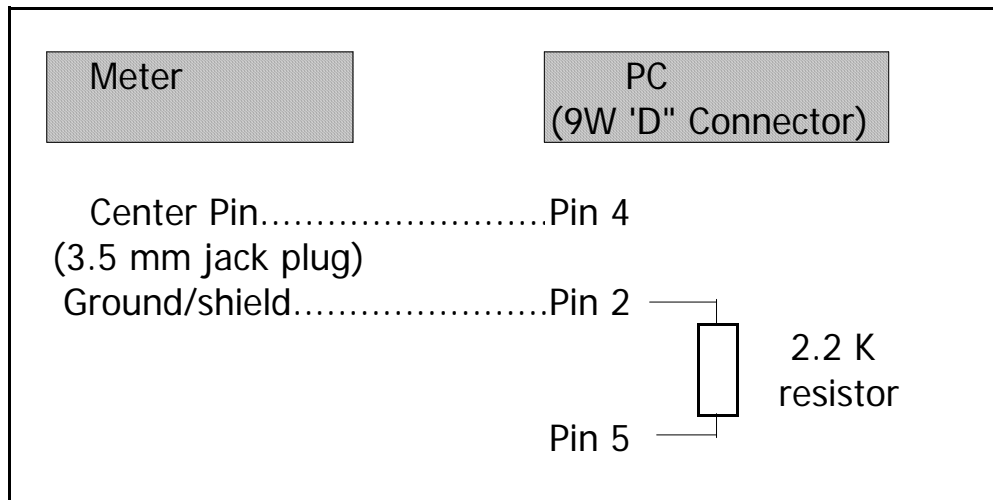 Meter
PC
(9W 'D" Connector)
Center Pin..........................Pin 4
(3.5 mm jack plug)
Ground/shield.......................Pin 2
2.2 K
resistor
Pin 5